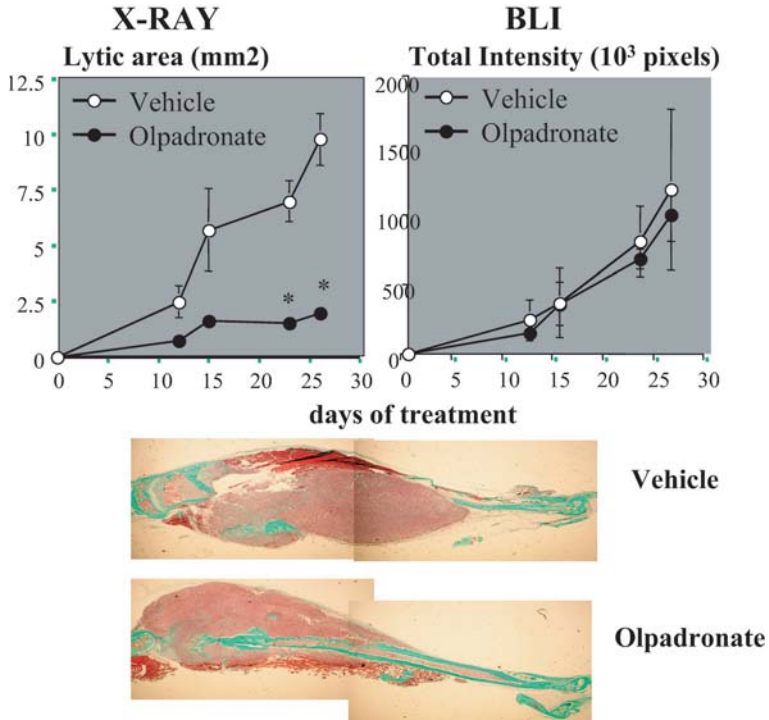 X-RAY
Lytic area (mm2)
12.5
10
7.5
5
2.5
0
Vehicle
Olpadronate
*
*
0 5 10 15 20 25 30
BLI
Total Intensity (10³ pixels)
2000
1500
1000
500
0
Vehicle
Olpadronate
0 5 10 15 20 25 30
days of treatment
Vehicle
Olpadronate